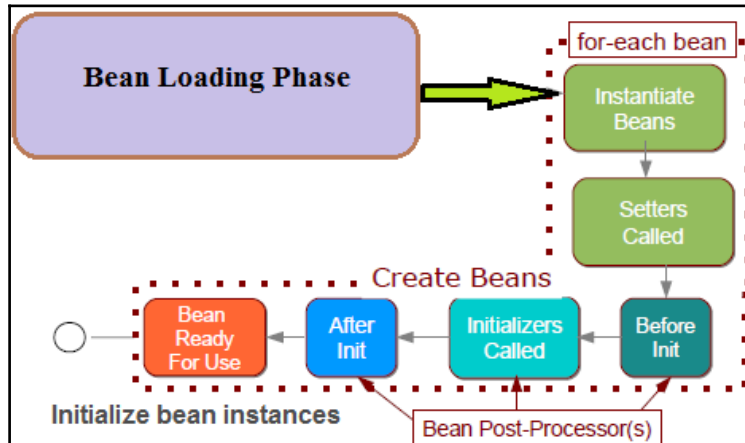 Bean Loading Phase
for-each bean
Instantiate
Beans
Setters
Called
Create Beans
Before
Init
Initializers
Called
After
Init
Bean
Ready
For Use
Initialize bean instances
Bean Post-Processor(s)